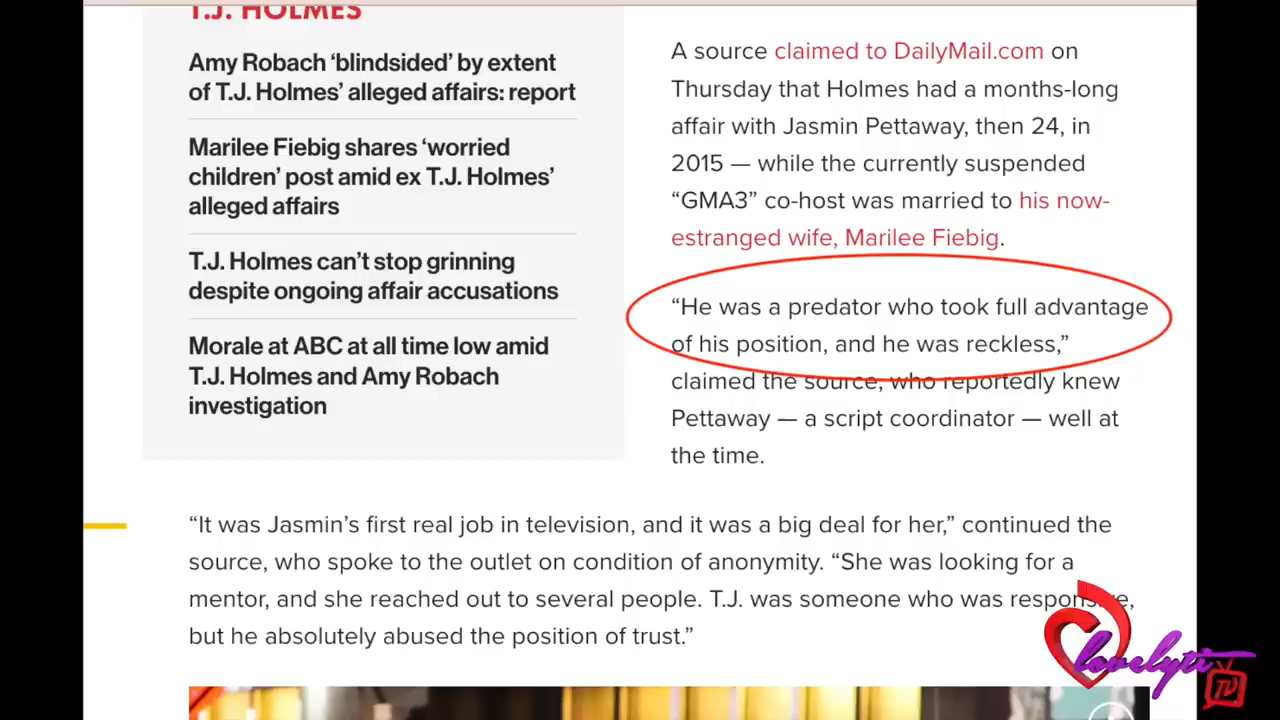 T.J. HOLMES
Amy Robach ‘blindsided’ by extent
of T.J. Holmes’ alleged affairs: report
Marilee Fiebig shares ‘worried
children’ post amid ex T.J. Holmes’
alleged affairs
T.J. Holmes can’t stop grinning
despite ongoing affair accusations
Morale at ABC at all time low amid
T.J. Holmes and Amy Robach
investigation
A source claimed to DailyMail.com on
Thursday that Holmes had a months-long
affair with Jasmin Pettaway, then 24, in
2015 — while the currently suspended
“GMA3” co-host was married to his now-
estranged wife, Marilee Fiebig.
“He was a predator who took full advantage
of his position, and he was reckless,”
claimed the source, who reportedly knew
Pettaway — a script coordinator — well at
the time.
“It was Jasmin’s first real job in television, and it was a big deal for her,” continued the
source, who spoke to the outlet on condition of anonymity. “She was looking for a
mentor, and she reached out to several people. T.J. was someone who was responsive,
but he absolutely abused the position of trust.”
lovelyti
TV